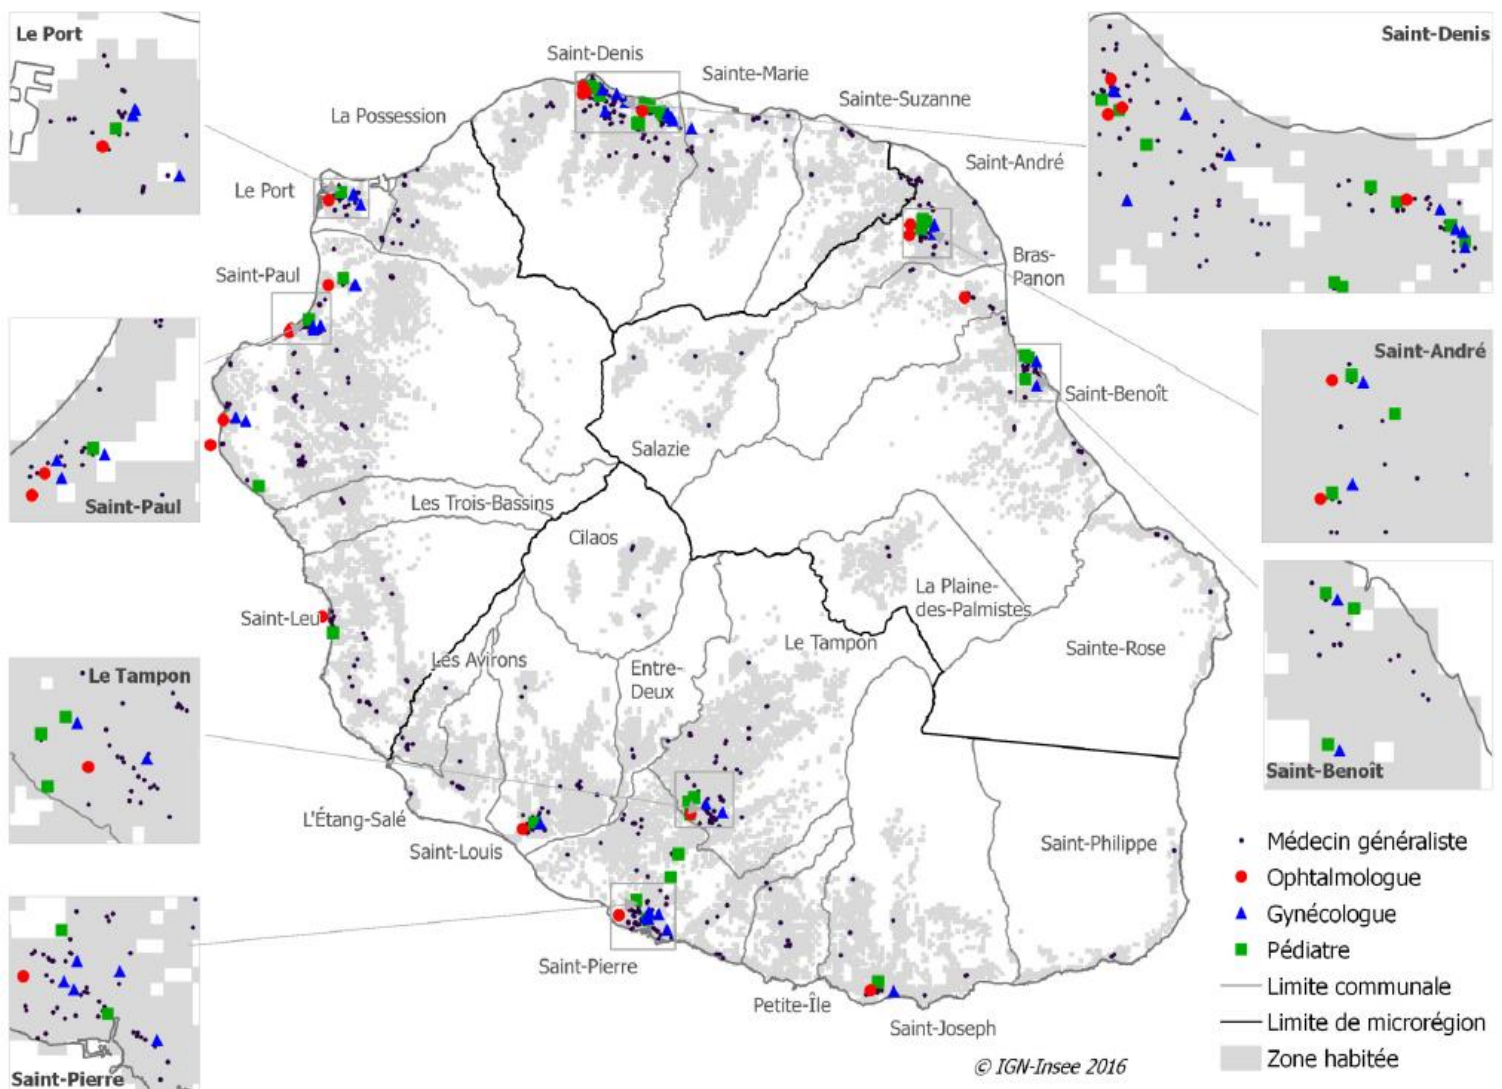 Le Port
Saint-Denis
Saint-Denis
Sainte-Marie
Sainte-Suzanne
La Possession
Saint-André
Le Port
Bras-
Panon
Saint-Paul
Saint-André
Saint-Benoît
Salazie
Saint-Paul
Les Trois-Bassins
Cilaos
La Plaine-
des-Palmistes
Saint-Leu
Le Tampon
Sainte-Rose
Les Avirons
Entre-
Deux
Le Tampon
Saint-Benoît
L'Étang-Salé
Saint-Louis
Saint-Philippe
Médecin généraliste
Ophtalmologue
Gynécologue
Pédiatre
Saint-Pierre
Limite communale
Petite-Île
Saint-Joseph
Limite de microrégion
Zone habitée
© IGN-Insee 2016
Saint-Pierre